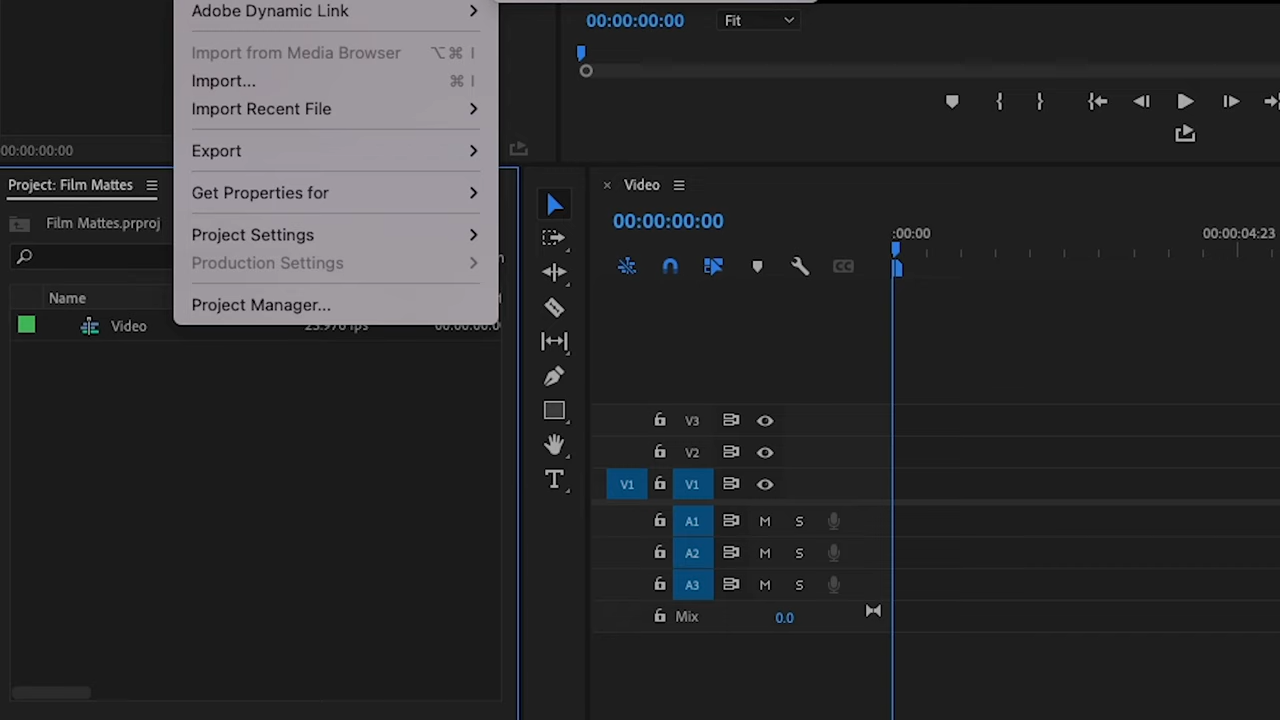 Adobe Dynamic Link
Import from Media Browser ⌥⌘ I
Import... ⌘ I
Import Recent File
Export
Get Properties for
Project Settings
Production Settings
Project Manager...
00:00:00:00 Fit
00:00:00:00
Project: Film Mattes
Film Mattes.prproj
Name
Video
Video
00:00:00:00
:00:00 00:00:04:23
CC
V3
V2
V1 V1
A1 M S
A2 M S
A3 M S
Mix 0.0
T